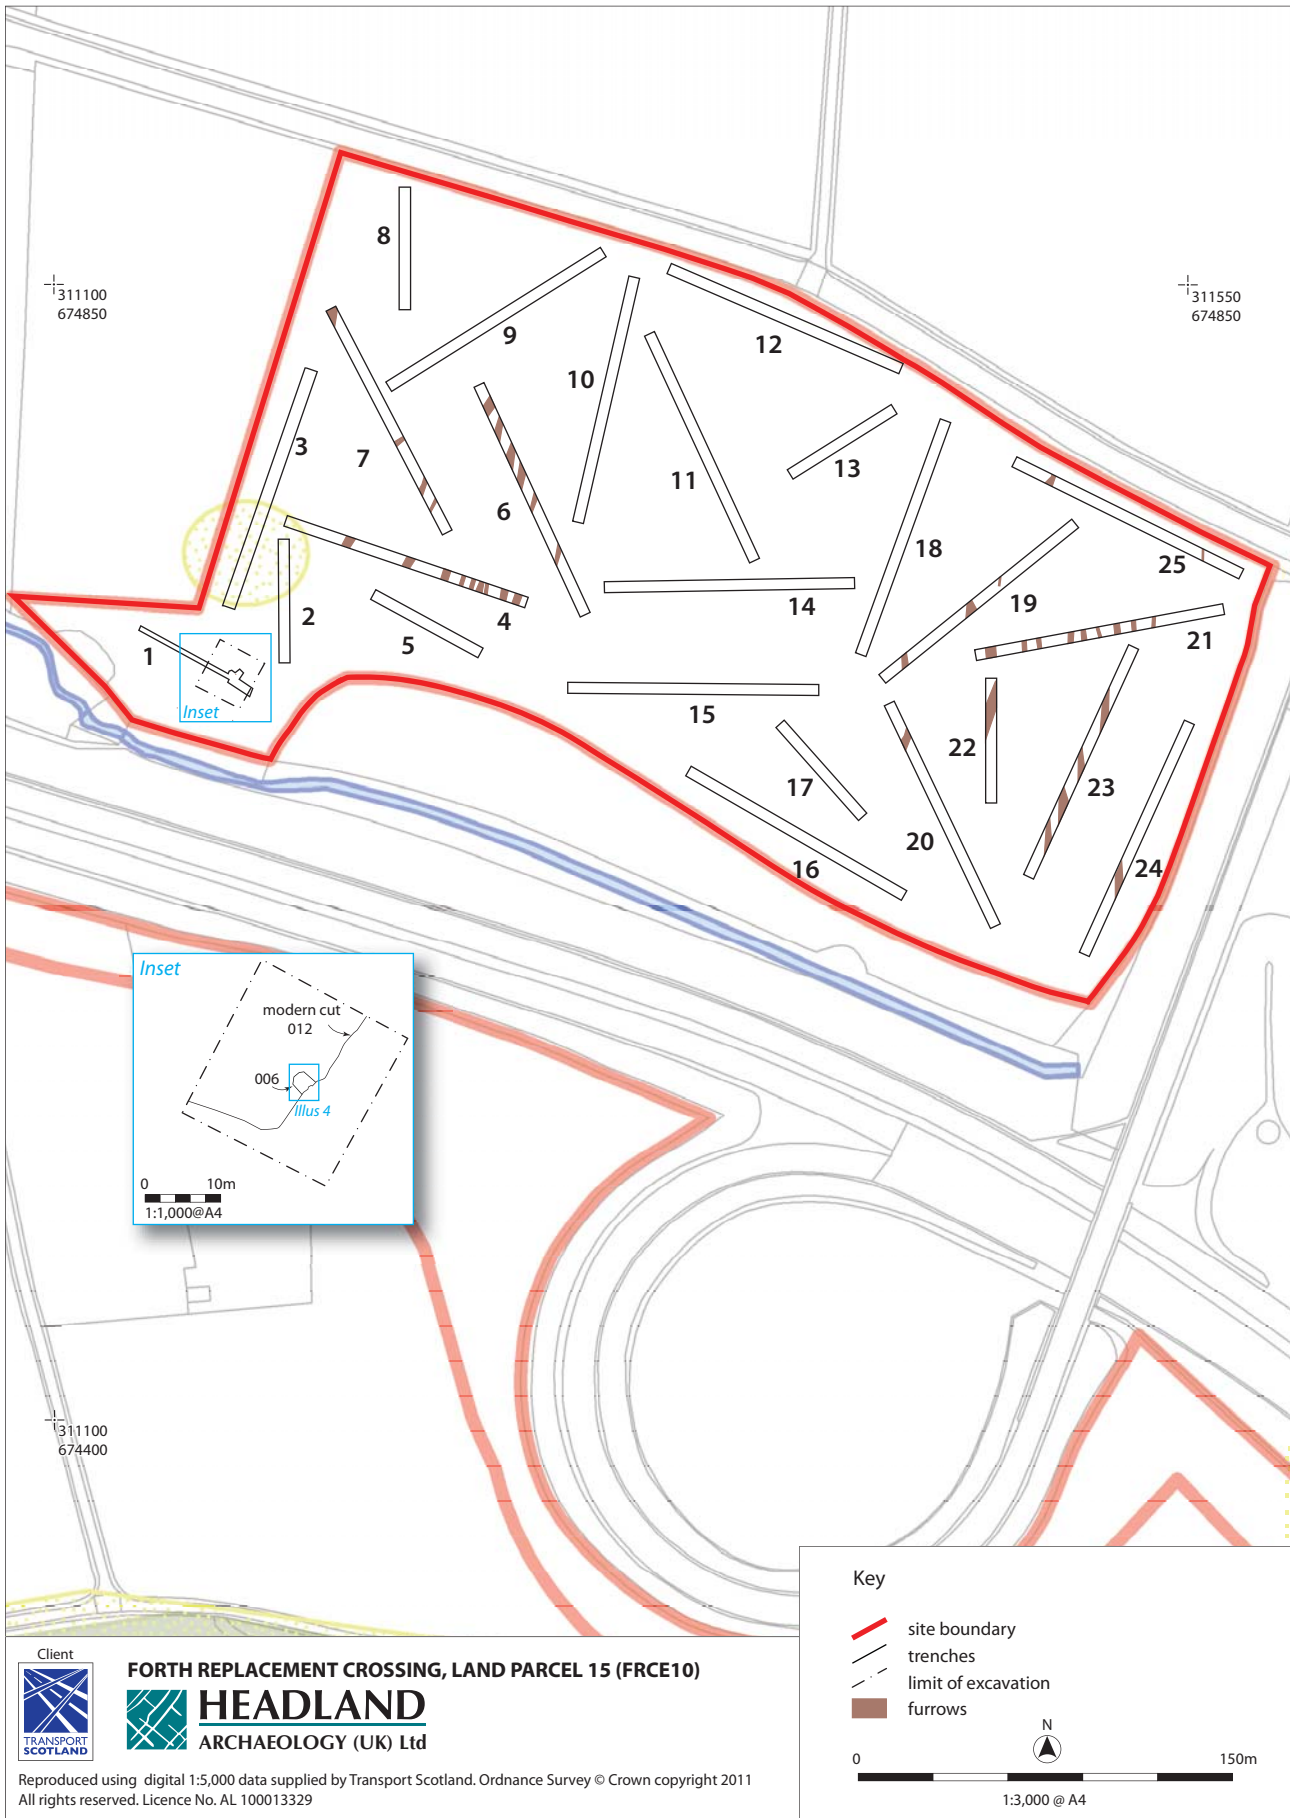 8
311100
674850
311550
674850
9
12
10
3
7
13
11
6
18
25
19
14
4
2
5
21
1
Inset
15
22
17
23
20
16
24
Inset
modern cut
012
006
Illus 4
0 10m
1:1,000@A4
311100
674400
Key
site boundary
trenches
limit of excavation
furrows
N
0 150m
1:3,000 @ A4
Client
TRANSPORT
SCOTLAND
FORTH REPLACEMENT CROSSING, LAND PARCEL 15 (FRCE10)
HEADLAND
ARCHAEOLOGY (UK) Ltd
Reproduced using digital 1:5,000 data supplied by Transport Scotland. Ordnance Survey © Crown copyright 2011
All rights reserved. Licence No. AL 100013329